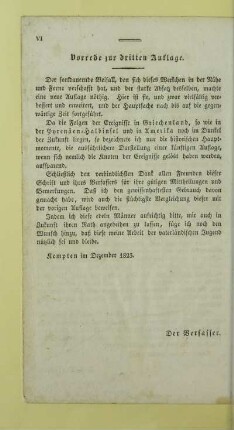 VI
Vorrede zur dritten Auflage.
Der fortdauernde Beifall, den sich dieses Werkchen in der Nähe
und Ferne verschafft hat, und der starke Absatz desselben, machte
eine neue Auflage nöthig. Hier ist sie, und zwar vielfältig ver-
bessert und erweitert, und der Hauptsache nach bis auf die gegen-
wärtige Zeit fortgeführt.
Da die Folgen der Ereignisse in Griechenland, so wie in
der Pyrenäen-Halbinsel und in Amerika noch im Dunkel
der Zukunft liegen, so bezeichnete ich nur die historischen Haupt-
momente, die ausführlichere Darstellung einer künftigen Auflage,
wenn sich nemlich die Knoten der Ereignisse gelöst haben werden,
aufsparend.
Schließlich den verbindlichsten Dank allen Freunden dieser
Schrift und ihres Verfassers für ihre gütigen Mittheilungen und
Bemerkungen. Daß ich den gewissenhaftesten Gebrauch davon
gemacht habe, wird auch die flüchtigste Vergleichung dieser mit
der vorigen Auflage beweisen.
Indem ich diese edeln Männer aufrichtig bitte, mir auch in
Zukunft ihren Rath angedeihen zu lassen, füge ich noch den
Wunsch hinzu, daß diese meine Arbeit der vaterländischen Jugend
nützlich sei und bleibe.
Kempten im Dezember 1825.
Der Verfasser.